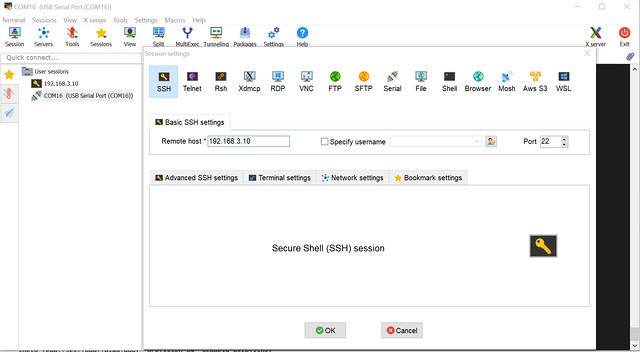 COM16 (USB Serial Port (COM16))
Terminal Sessions View X server Tools Settings Macros Help
Session Servers Tools Sessions View Split MultiExec Tunneling Packages Settings Help X server Exit
Quick connect...
User sessions
192.168.3.10
COM16 (USB Serial Port (COM16))
Session settings
SSH Telnet Rsh Xdmcp RDP VNC FTP SFTP Serial File Shell Browser Mosh Aws S3 WSL
Basic SSH settings
Remote host * 192.168.3.10 Specify username Port 22
Advanced SSH settings Terminal settings Network settings Bookmark settings
Secure Shell (SSH) session
OK Cancel